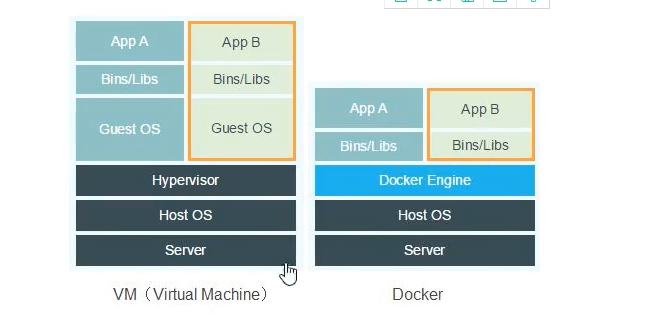 App A
App B
Bins/Libs
Bins/Libs
Guest OS
Guest OS
Hypervisor
Host OS
Server
VM（Virtual Machine）
App A
App B
Bins/Libs
Bins/Libs
Docker Engine
Host OS
Server
Docker